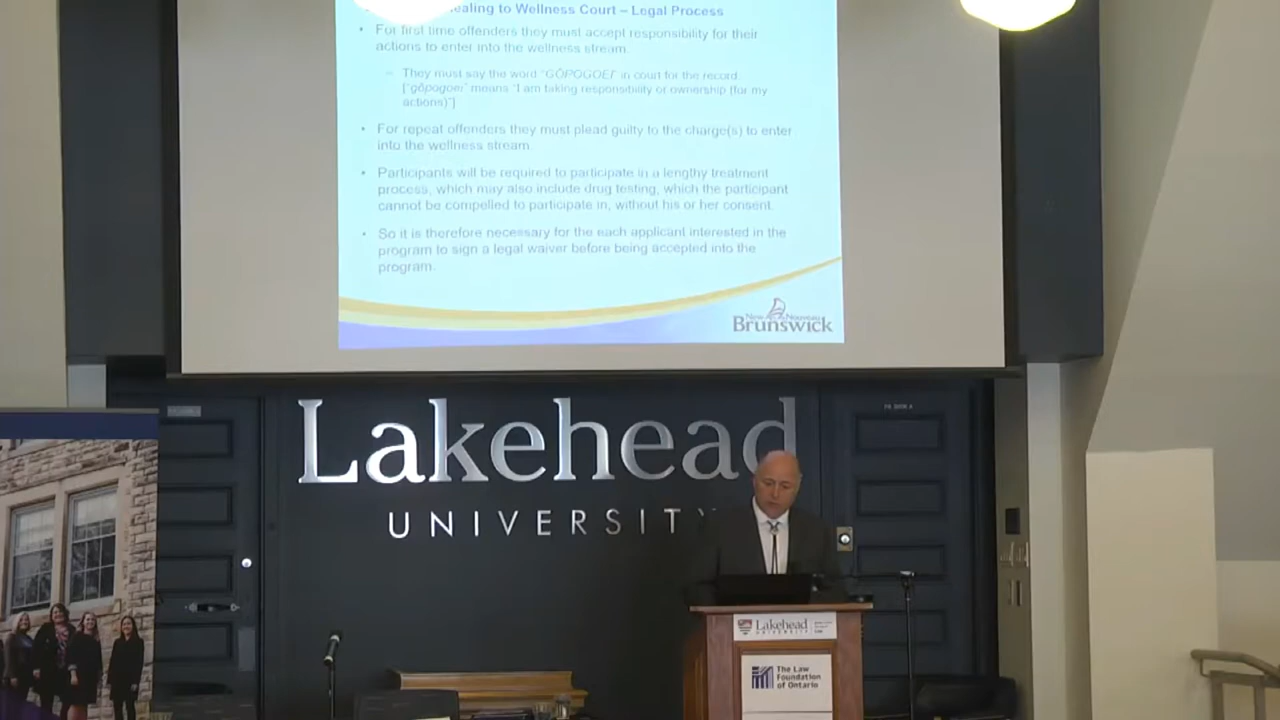 ealing to Wellness Court – Legal Process
• For first time offenders they must accept responsibility for their
actions to enter into the wellness stream.
– They must say the word “GÕPOGOEI” in court for the record.
[“gõpogoei” means “I am taking responsibility or ownership (for my
actions)”]
• For repeat offenders they must plead guilty to the charge(s) to enter
into the wellness stream.
• Participants will be required to participate in a lengthy treatment
process, which may also include drug testing, which the participant
cannot be compelled to participate in, without his or her consent.
• So it is therefore necessary for the each applicant interested in the
program to sign a legal waiver before being accepted into the
program.
New Nouveau
Brunswick
Lakehead
UNIVERSITY
Lakehead
UNIVERSITY
The Law
Foundation
of Ontario